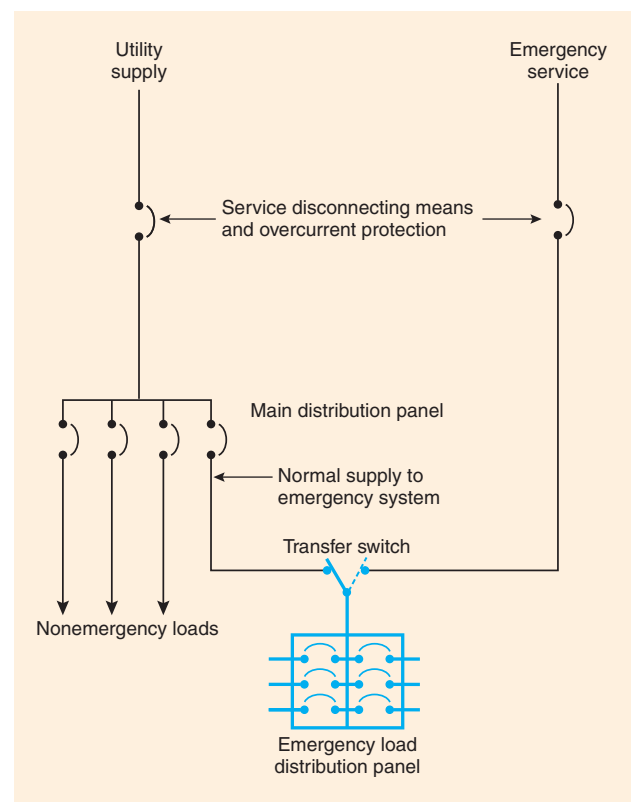 Utility
supply
Emergency
service
Service disconnecting means
and overcurrent protection
Main distribution panel
Normal supply to
emergency system
Transfer switch
Nonemergency loads
Emergency load
distribution panel